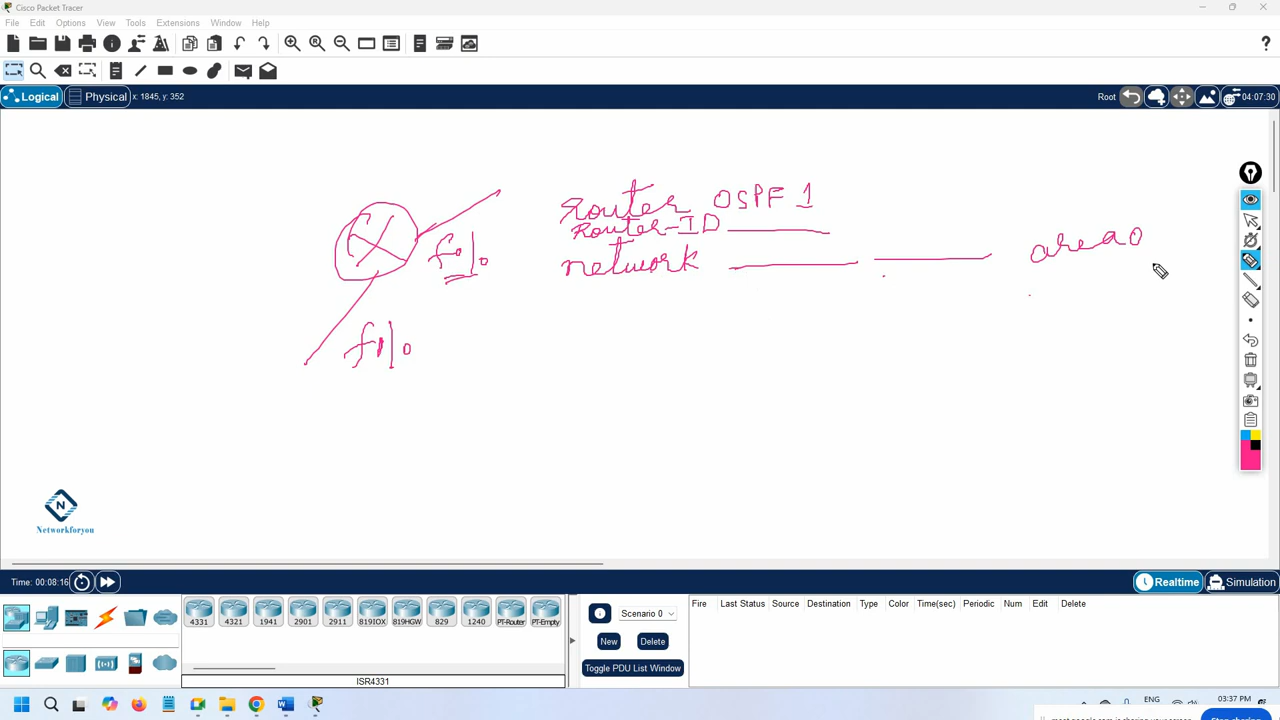 Cisco Packet Tracer
File Edit Options View Tools Extensions Window Help
?
Logical Physical x: 1845, y: 352 Root 04:07:30
Router OSPF 1
Router-ID
network area 0
f0/0
f1/0
N
Networkforyou
Time: 00:08:16 Realtime Simulation
4331 4321 1941 2901 2911 819IOX 819HGW 829 1240 PT-Router PT-Empty
ISR4331
Scenario 0
New Delete
Toggle PDU List Window
Fire Last Status Source Destination Type Color Time(sec) Periodic Num Edit Delete
ENG
IN
03:37 PM
Stop sharing